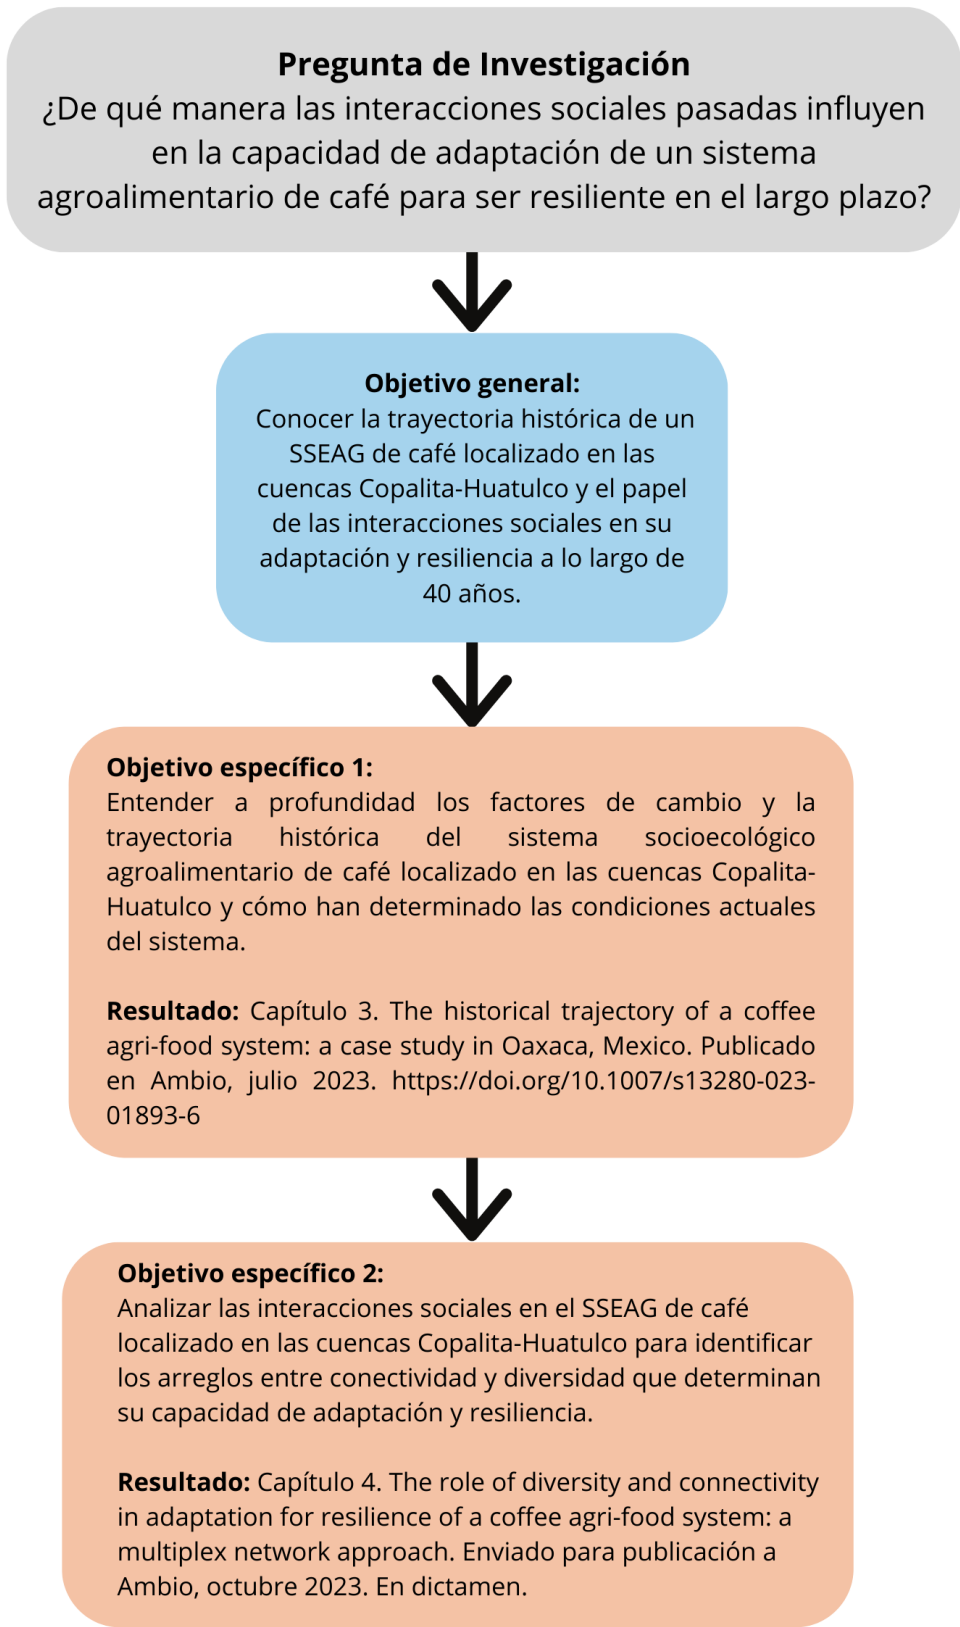 Pregunta de Investigación
¿De qué manera las interacciones sociales pasadas influyen
en la capacidad de adaptación de un sistema
agroalimentario de café para ser resiliente en el largo plazo?
Objetivo general:
Conocer la trayectoria histórica de un
SSEAG de café localizado en las
cuencas Copalita-Huatulco y el papel
de las interacciones sociales en su
adaptación y resiliencia a lo largo de
40 años.
Objetivo específico 1:
Entender a profundidad los factores de cambio y la
trayectoria histórica del sistema socioecológico
agroalimentario de café localizado en las cuencas Copalita-
Huatulco y cómo han determinado las condiciones actuales
del sistema.
Resultado: Capítulo 3. The historical trajectory of a coffee
agri-food system: a case study in Oaxaca, Mexico. Publicado
en Ambio, julio 2023. https://doi.org/10.1007/s13280-023-
01893-6
Objetivo específico 2:
Analizar las interacciones sociales en el SSEAG de café
localizado en las cuencas Copalita-Huatulco para identificar
los arreglos entre conectividad y diversidad que determinan
su capacidad de adaptación y resiliencia.
Resultado: Capítulo 4. The role of diversity and connectivity
in adaptation for resilience of a coffee agri-food system: a
multiplex network approach. Enviado para publicación a
Ambio, octubre 2023. En dictamen.